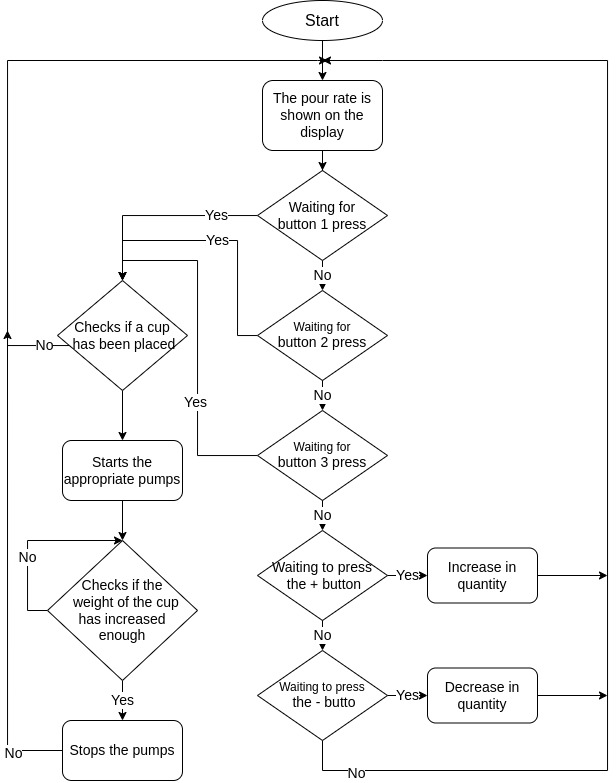 Start
The pour rate is
shown on the
display
Waiting for
button 1 press
Yes
No
Yes
Waiting for
button 2 press
Checks if a cup
has been placed
No
No
Yes
Waiting for
button 3 press
Starts the
appropriate pumps
No
Waiting to press
the + button
Yes
Increase in
quantity
No
Checks if the
weight of the cup
has increased
enough
No
Waiting to press
the - butto
Yes
Decrease in
quantity
Yes
Stops the pumps
No
No